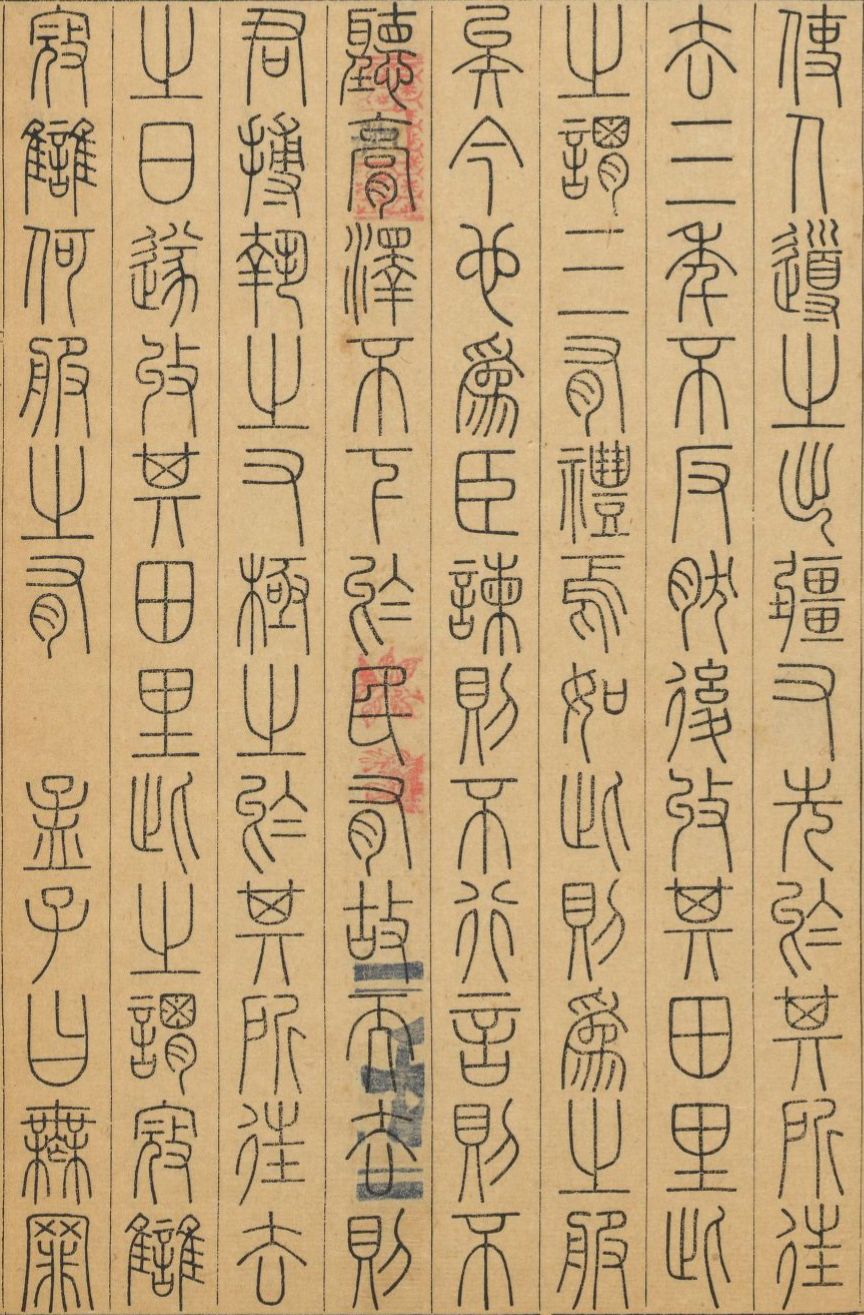 使人導之出疆又先於其所往
去三年不反然後收其田里此
之謂三有禮焉如此則爲之服
矣今也爲臣諫則不行言則不
聽膏澤不下於民有故而去則
君搏執之又極之於其所往去
之日遂收其田里此之謂寇讎
寇讎何服之有　孟子曰無罪